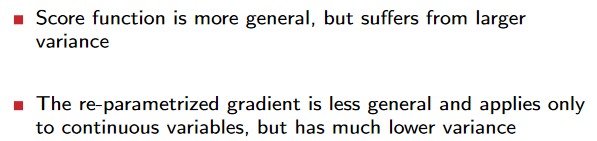 Score function is more general, but suffers from larger
variance
The re-parametrized gradient is less general and applies only
to continuous variables, but has much lower variance